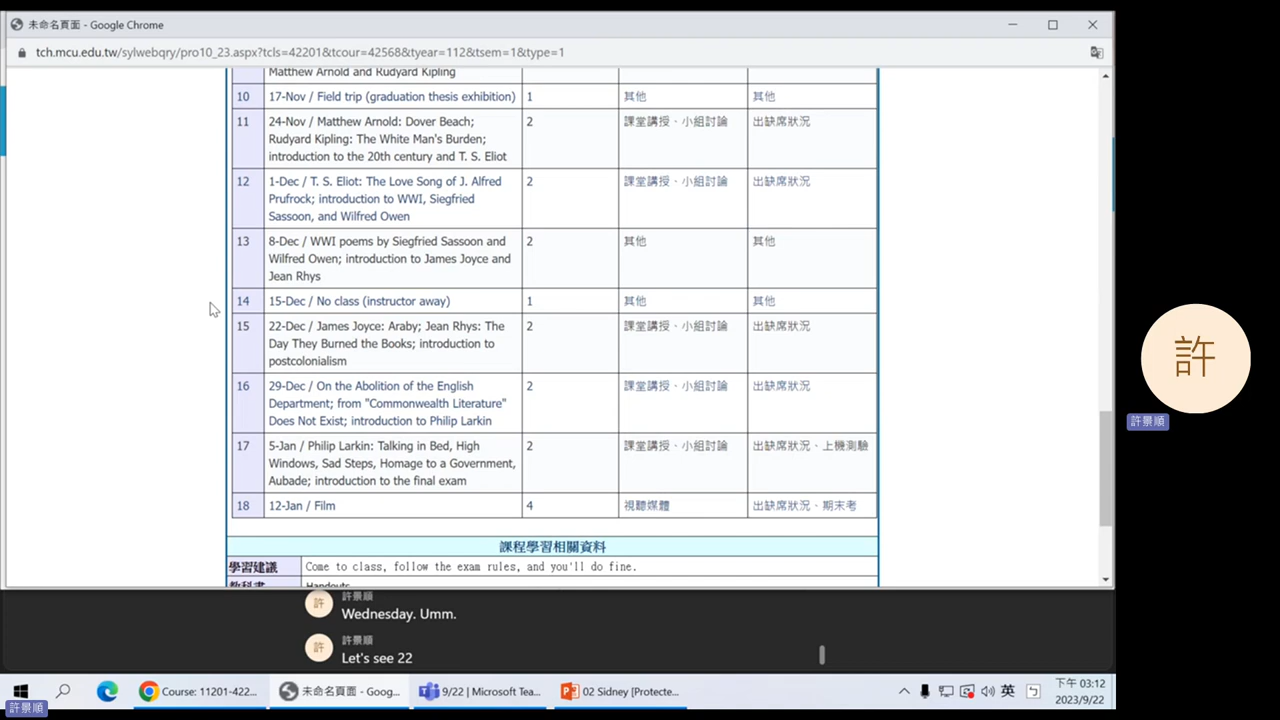 未命名頁面 - Google Chrome
tch.mcu.edu.tw/sylwebqry/pro10_23.aspx?tcls=42201&tcour=42568&tyear=112&tsem=1&type=1
Matthew Arnold and Rudyard Kipling
10 17-Nov / Field trip (graduation thesis exhibition) 1 其他 其他
11 24-Nov / Matthew Arnold: Dover Beach; 2 課堂講授、小組討論 出缺席狀況
Rudyard Kipling: The White Man's Burden;
introduction to the 20th century and T. S. Eliot
12 1-Dec / T. S. Eliot: The Love Song of J. Alfred 2 課堂講授、小組討論 出缺席狀況
Prufrock; introduction to WWI, Siegfried
Sassoon, and Wilfred Owen
13 8-Dec / WWI poems by Siegfried Sassoon and 2 其他 其他
Wilfred Owen; introduction to James Joyce and
Jean Rhys
14 15-Dec / No class (instructor away) 1 其他 其他
15 22-Dec / James Joyce: Araby; Jean Rhys: The 2 課堂講授、小組討論 出缺席狀況
Day They Burned the Books; introduction to
postcolonialism
16 29-Dec / On the Abolition of the English 2 課堂講授、小組討論 出缺席狀況
Department; from "Commonwealth Literature"
Does Not Exist; introduction to Philip Larkin
17 5-Jan / Philip Larkin: Talking in Bed, High 2 課堂講授、小組討論 出缺席狀況、上機測驗
Windows, Sad Steps, Homage to a Government,
Aubade; introduction to the final exam
18 12-Jan / Film 4 視聽媒體 出缺席狀況、期末考
課程學習相關資料
學習建議 Come to class, follow the exam rules, and you'll do fine.
教科書 Handouts
許 許景順
Wednesday. Umm.
許 許景順
Let's see 22
許
許景順
Course: 11201-422...
未命名頁面 - Goog...
9/22 | Microsoft Tea...
02 Sidney [Protecte...
英
下午 03:12
2023/9/22
許景順